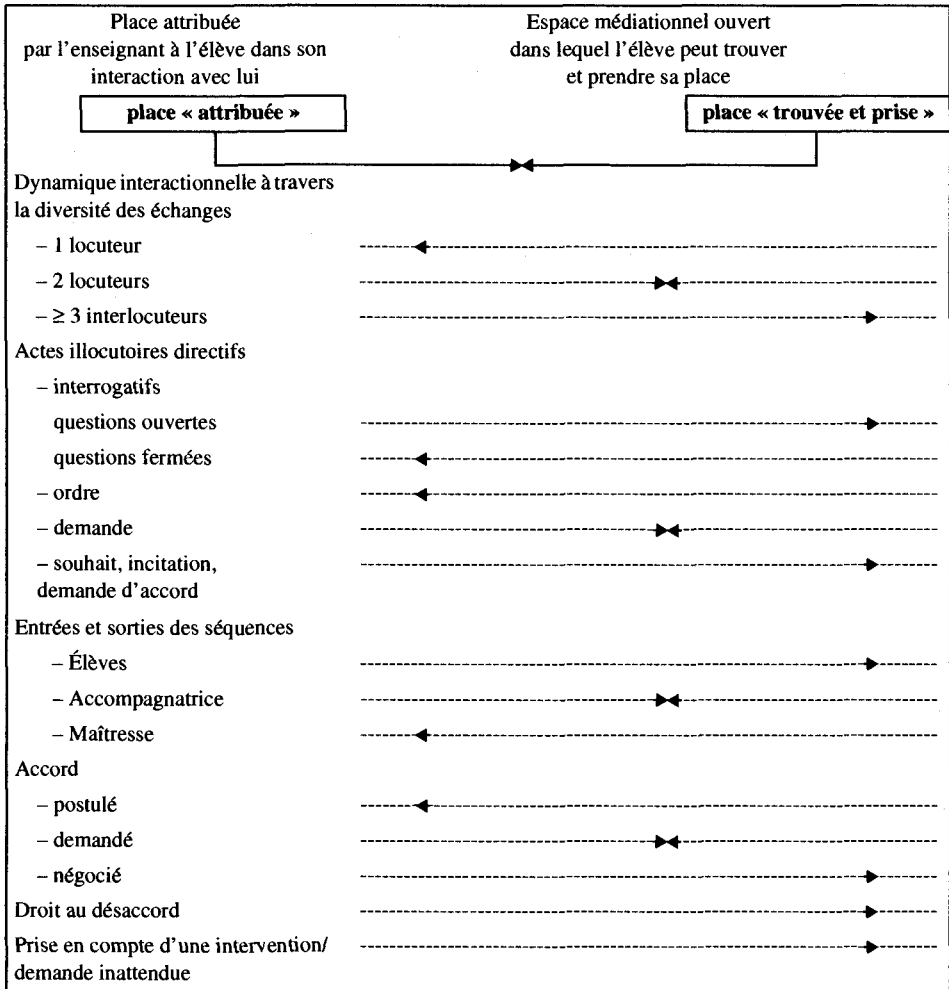 Place attribuée
par l'enseignant à l'élève dans son
interaction avec lui
Espace médiationnel ouvert
dans lequel l'élève peut trouver
et prendre sa place
place « attribuée »
place « trouvée et prise »
Dynamique interactionnelle à travers
la diversité des échanges
– 1 locuteur
– 2 locuteurs
– ≥ 3 interlocuteurs
Actes illocutoires directifs
– interrogatifs
questions ouvertes
questions fermées
– ordre
– demande
– souhait, incitation,
demande d'accord
Entrées et sorties des séquences
– Élèves
– Accompagnatrice
– Maîtresse
Accord
– postulé
– demandé
– négocié
Droit au désaccord
Prise en compte d'une intervention/
demande inattendue